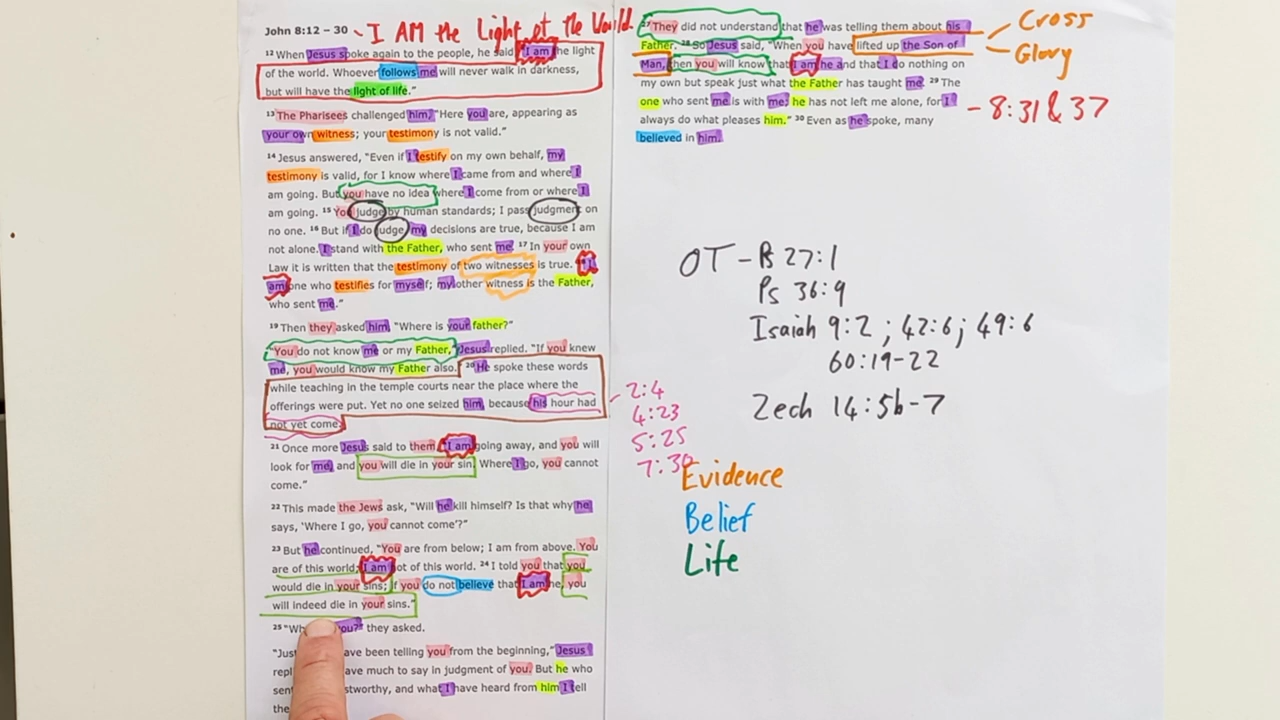 John 8:12 – 30 ~ I AM the Light of the World.
12 When Jesus spoke again to the people, he said "I am the light
of the world. Whoever follows me will never walk in darkness,
but will have the light of life."
13 The Pharisees challenged him, "Here you are, appearing as
your own witness; your testimony is not valid."
14 Jesus answered, "Even if I testify on my own behalf, my
testimony is valid, for I know where I came from and where I
am going. But you have no idea where I come from or where I
am going. 15 You judge by human standards; I pass judgment on
no one. 16 But if I do judge my decisions are true, because I am
not alone. I stand with the Father, who sent me. 17 In your own
Law it is written that the testimony of two witnesses is true. 18 I
am one who testifies for myself; my other witness is the Father,
who sent me."
19 Then they asked him, "Where is your father?"
"You do not know me or my Father," Jesus replied. "If you knew
me, you would know my Father also. 20 He spoke these words
while teaching in the temple courts near the place where the
offerings were put. Yet no one seized him, because his hour had
not yet come.
21 Once more Jesus said to them, "I am going away, and you will
look for me, and you will die in your sin. Where I go, you cannot
come."
22 This made the Jews ask, "Will he kill himself? Is that why he
says, 'Where I go, you cannot come'?"
23 But he continued, "You are from below; I am from above. You
are of this world; I am not of this world. 24 I told you that you
would die in your sins; if you do not believe that I am he, you
will indeed die in your sins."
25 you?" they asked.
"Just have been telling you from the beginning," Jesus
have much to say in judgment of you. But he who
sent and what I have heard from him I tell
the
27 They did not understand that he was telling them about his
Father. 28 So Jesus said, "When you have lifted up the Son of
Man, then you will know that I am he and that I do nothing on
my own but speak just what the Father has taught me. 29 The
one who sent me is with me; he has not left me alone, for I
always do what pleases him." 30 Even as he spoke, many
believed in him.
Cross
Glory
- 8:31 & 37
OT - Ps 27:1
Ps 36:9
Isaiah 9:2 ; 42:6; 49:6
60:19-22
Zech 14:5b-7
2:4
4:23
5:25
7:30
Evidence
Belief
Life